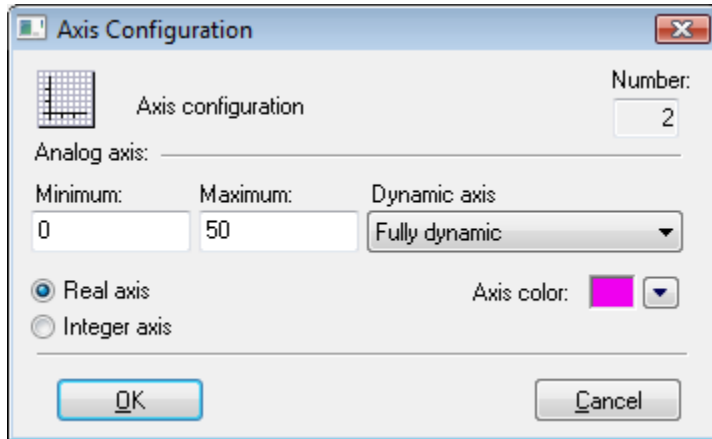 Axis Configuration
Number:
Axis configuration
2
Analog axis:
Minimum: Maximum: Dynamic axis
0 50 Fully dynamic
Real axis Axis color:
Integer axis
OK Cancel